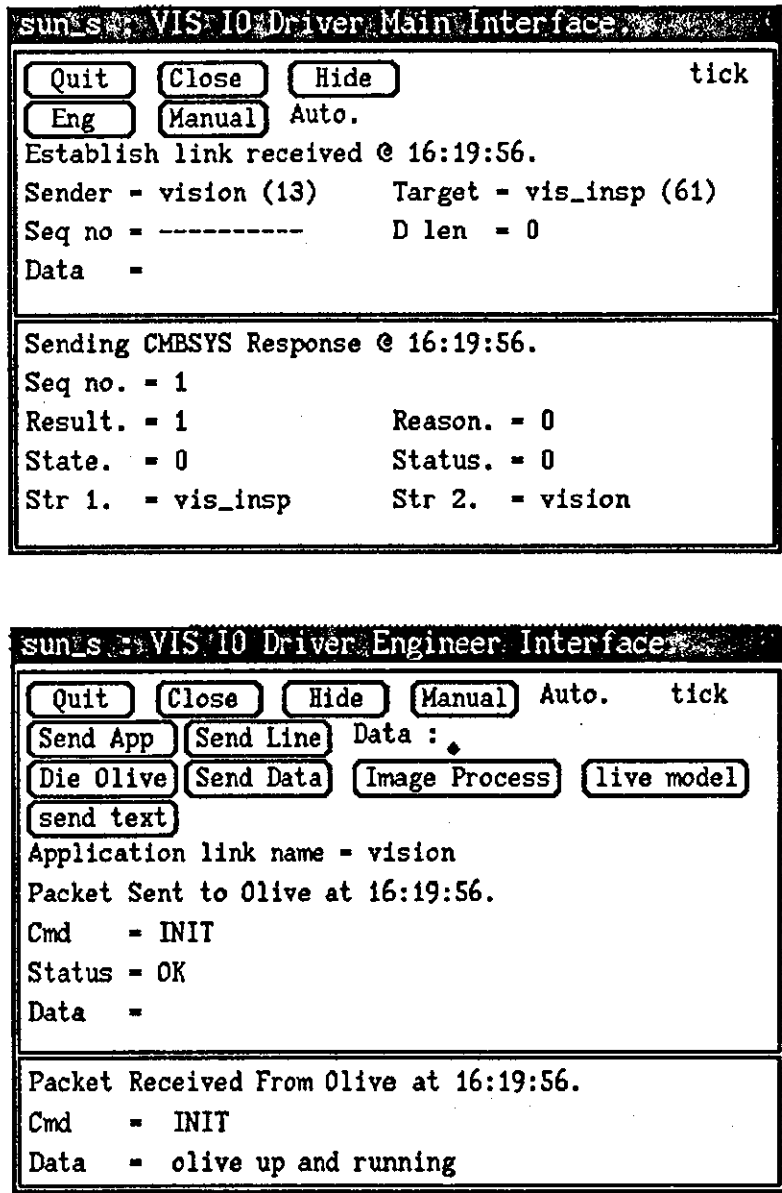 sun_s : VIS IO Driver Main Interface.
Quit Close Hide tick
Eng Manual Auto.
Establish link received @ 16:19:56.
Sender = vision (13) Target = vis_insp (61)
Seq no = ---------- D len = 0
Data =
Sending CMBSYS Response @ 16:19:56.
Seq no. = 1
Result. = 1 Reason. = 0
State. = 0 Status. = 0
Str 1. = vis_insp Str 2. = vision
sun_s : VIS IO Driver Engineer Interface
Quit Close Hide Manual Auto. tick
Send App Send Line Data :
Die Olive Send Data Image Process live model
send text
Application link name = vision
Packet Sent to Olive at 16:19:56.
Cmd = INIT
Status = OK
Data =
Packet Received From Olive at 16:19:56.
Cmd = INIT
Data = olive up and running